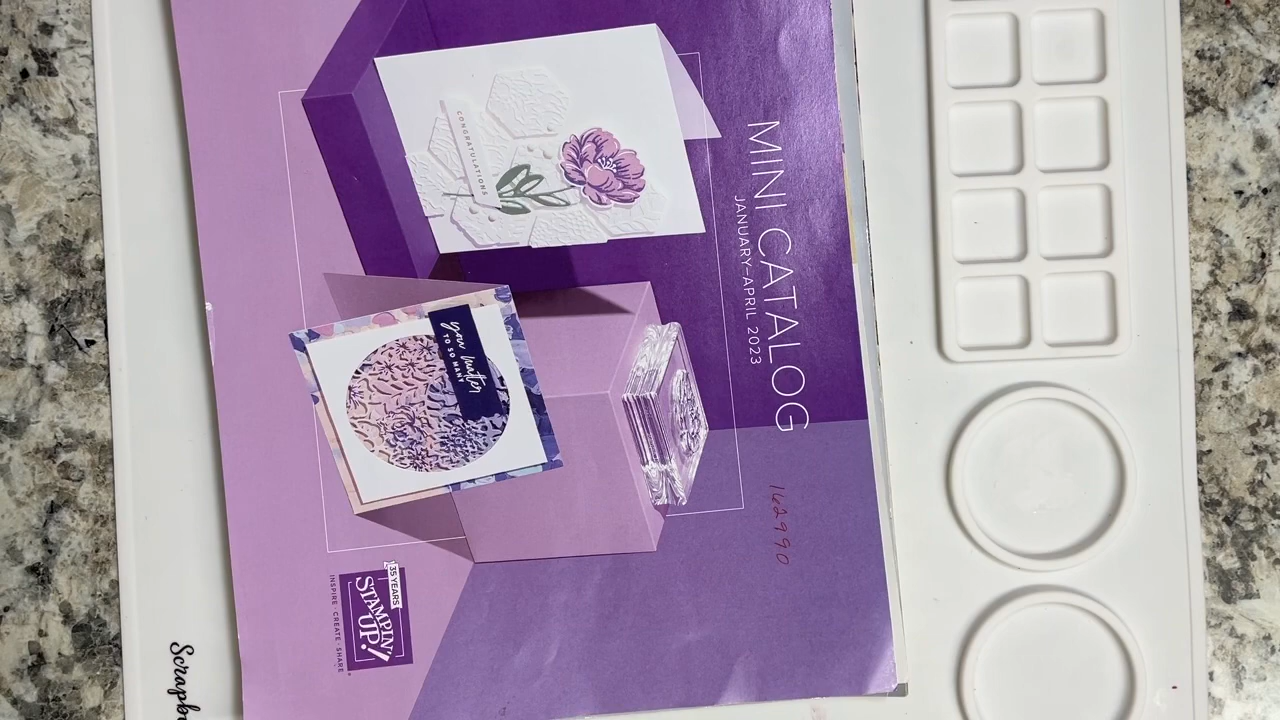 MINI CATALOG
JANUARY–APRIL 2023
162990
CONGRATULATIONS
you matter
TO SO MANY
35 YEARS
STAMPIN' UP!
INSPIRE · CREATE · SHARE